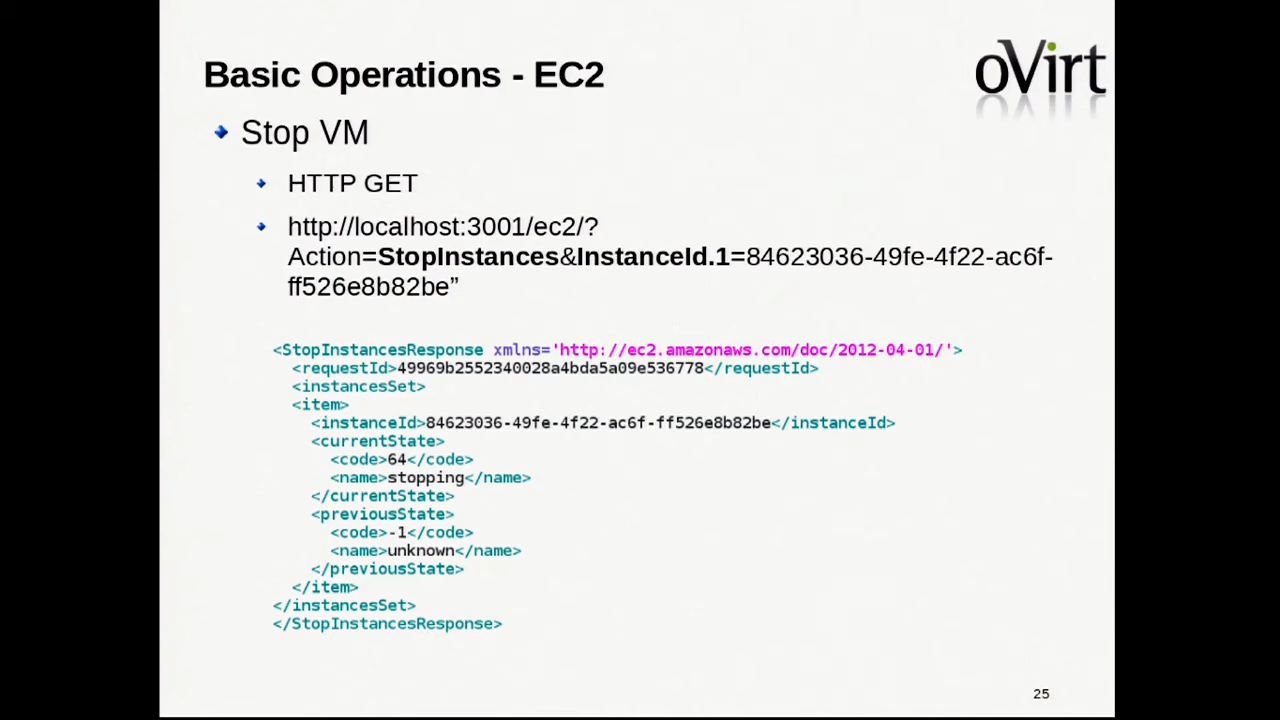 Basic Operations - EC2
oVirt
Stop VM
HTTP GET
http://localhost:3001/ec2/?
Action=StopInstances&InstanceId.1=84623036-49fe-4f22-ac6f-
ff526e8b82be”
<StopInstancesResponse xmlns='http://ec2.amazonaws.com/doc/2012-04-01/'>
<requestId>49969b2552340028a4bda5a09e536778</requestId>
<instancesSet>
<item>
<instanceId>84623036-49fe-4f22-ac6f-ff526e8b82be</instanceId>
<currentState>
<code>64</code>
<name>stopping</name>
</currentState>
<previousState>
<code>-1</code>
<name>unknown</name>
</previousState>
</item>
</instancesSet>
</StopInstancesResponse>
25